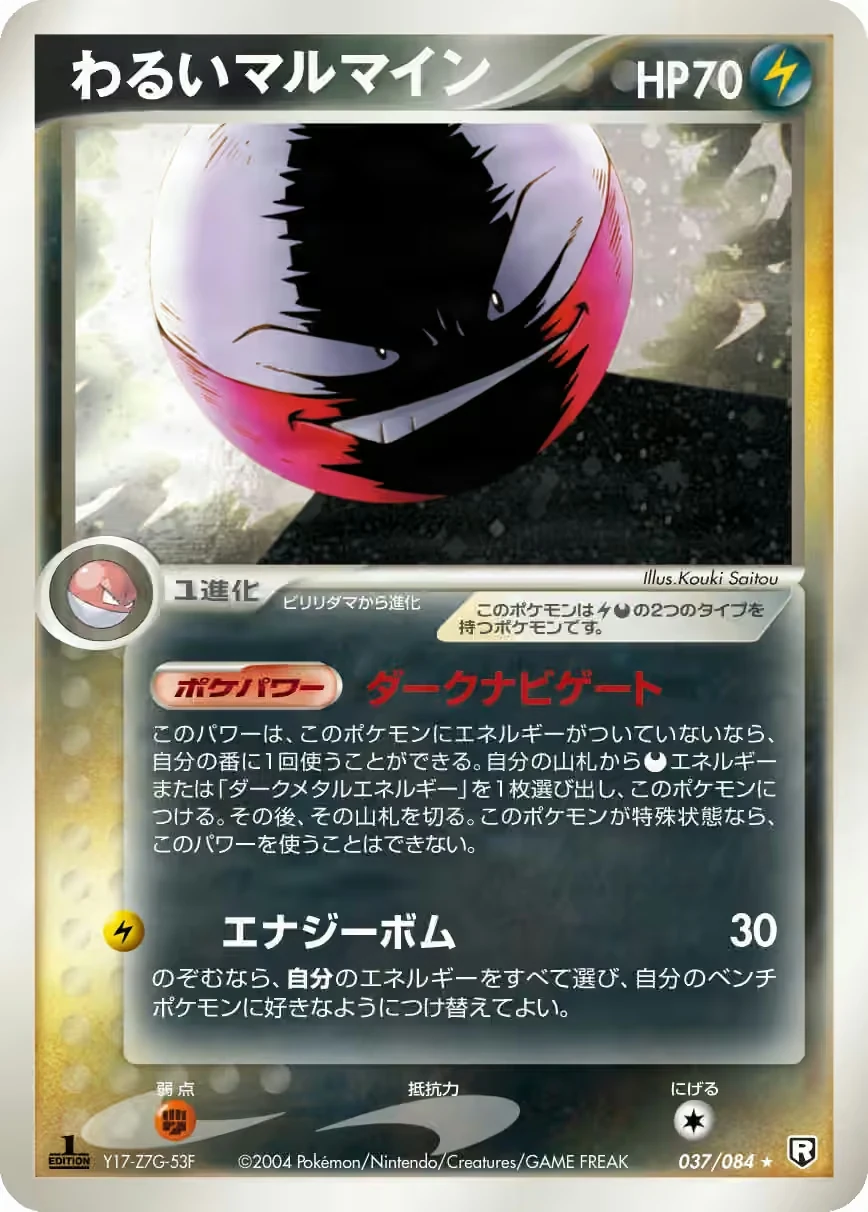 わるいマルマイン HP70
Illus.Kouki Saitou
1進化 ビリリダマから進化
このポケモンはの2つのタイプを
持つポケモンです。
ポケパワー ダークナビゲート
このパワーは、このポケモンにエネルギーがついていないなら、
自分の番に1回使うことができる。自分の山札からエネルギー
または「ダークメタルエネルギー」を1枚選び出し、このポケモンに
つける。その後、その山札を切る。このポケモンが特殊状態なら、
このパワーを使うことはできない。
エナジーボム 30
のぞむなら、自分のエネルギーをすべて選び、自分のベンチ
ポケモンに好きなようにつけ替えてよい。
弱点 抵抗力 にげる
1 EDITION Y17-Z7G-53F ©2004 Pokémon/Nintendo/Creatures/GAME FREAK 037/084 ★ R